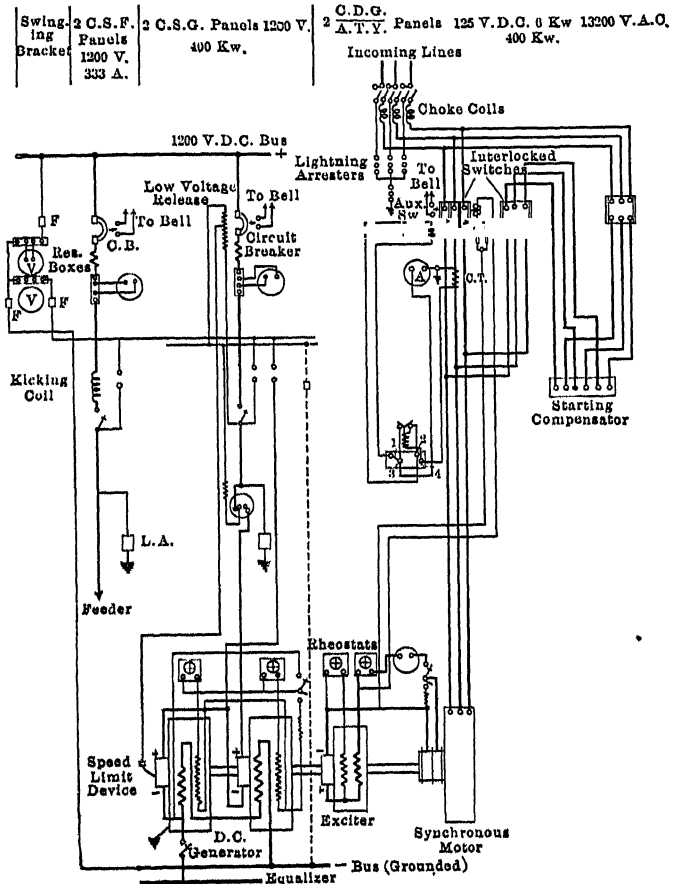 Swing-
ing
Bracket
2 C.S.F.
Panels
1200 V.
333 A.
2 C.S.G. Panels 1200 V.
400 Kw.
2 C.D.G.
A.T.Y. Panels 125 V.D.C. 6 Kw 13200 V.A.C.
400 Kw.
Incoming Lines
Choke Coils
1200 V.D.C. Bus +
Lightning
Arresters
To
Bell
Interlocked
Switches
Aux.
Sw
Low Voltage
Release
To Bell
To Bell
F
C.B.
Circuit
Breaker
Res.
Boxes
V
V
F
F
A
C.T.
Kicking
Coil
Starting
Compensator
1
2
3
4
L.A.
Feeder
Rheostats
Speed
Limit
Device
+
+
D.C.
Generator
Exciter
Synchronous
Motor
- Bus (Grounded)
Equalizer